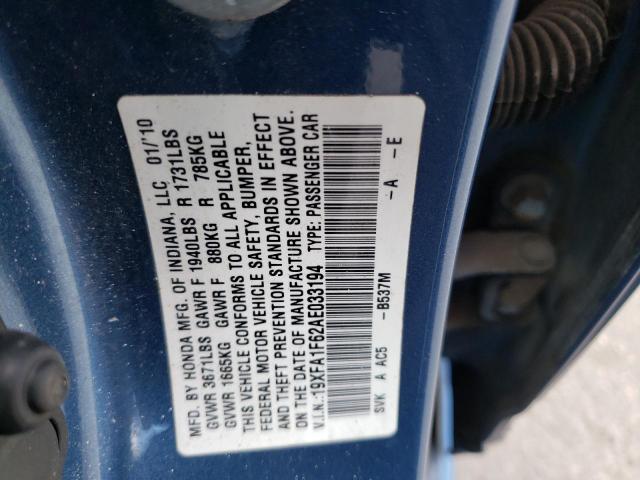 MFD. BY HONDA MFG. OF INDIANA, LLC 01/'10
GVWR 3671LBS GAWR F 1940LBS R 1731LBS
GVWR 1665KG GAWR F 880KG R 785KG
THIS VEHICLE CONFORMS TO ALL APPLICABLE
FEDERAL MOTOR VEHICLE SAFETY, BUMPER,
AND THEFT PREVENTION STANDARDS IN EFFECT
ON THE DATE OF MANUFACTURE SHOWN ABOVE.
V.I.N.:19XFA1F62AE033194 TYPE: PASSENGER CAR
SVK A AC5 -B537M -A -E